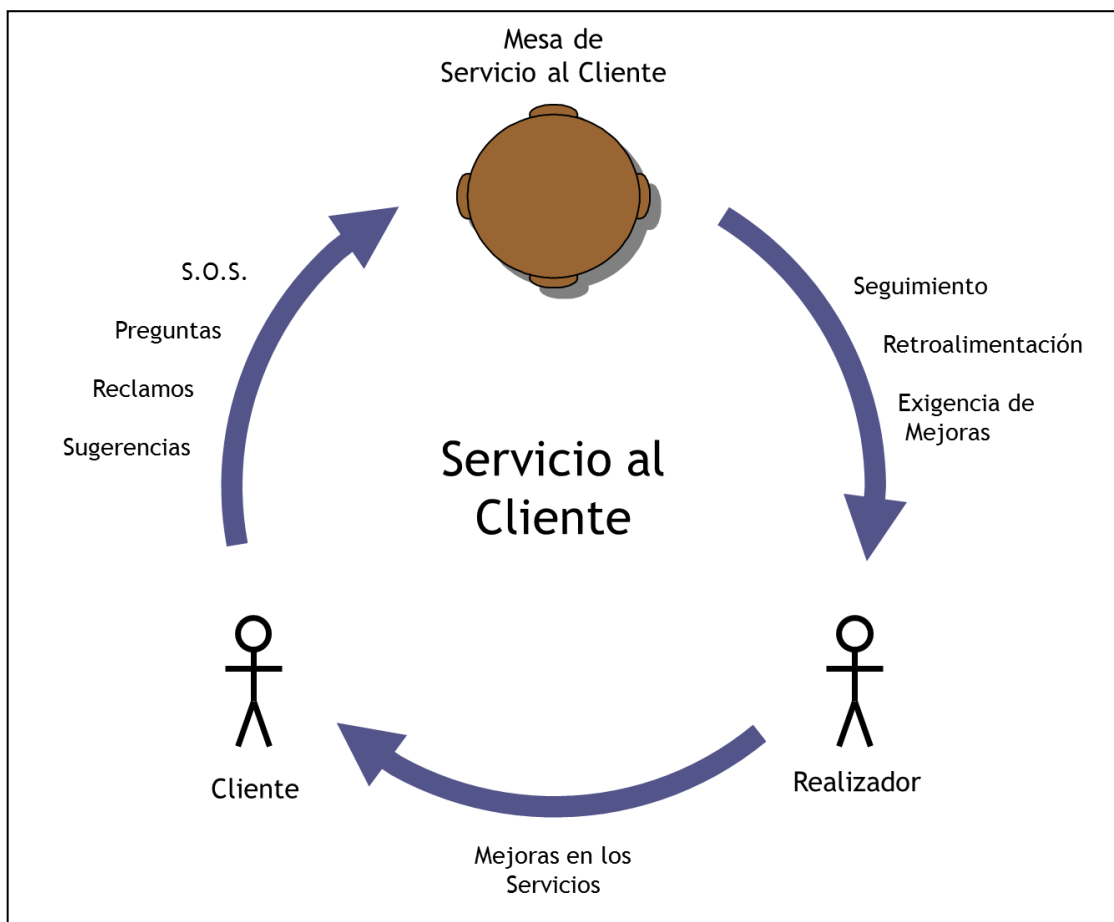 Mesa de
Servicio al Cliente
S.O.S.
Preguntas
Reclamos
Sugerencias
Seguimiento
Retroalimentación
Exigencia de
Mejoras
Servicio al
Cliente
Cliente
Realizador
Mejoras en los
Servicios